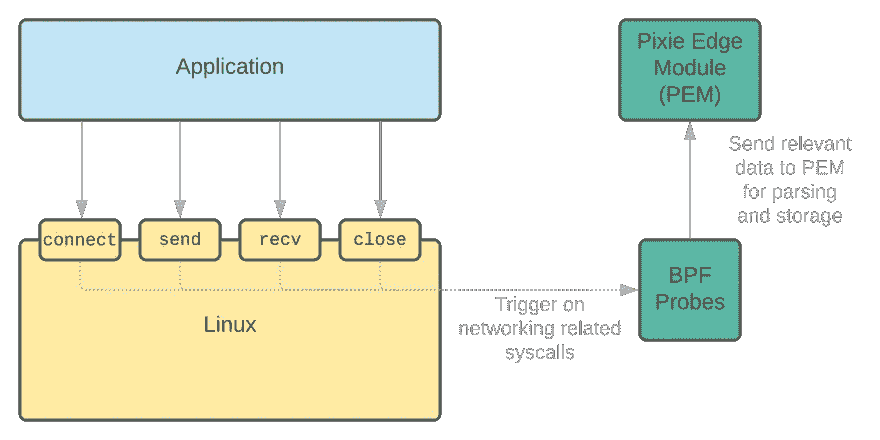 Application
Pixie Edge
Module
(PEM)
Send relevant
data to PEM
for parsing
and storage
connect
send
recv
close
BPF
Probes
Trigger on
networking related
syscalls
Linux